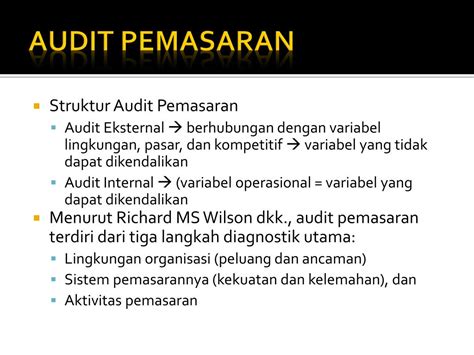 AUDIT PEMASARAN
Struktur Audit Pemasaran
Audit Eksternal → berhubungan dengan variabel
lingkungan, pasar, dan kompetitif → variabel yang tidak
dapat dikendalikan
Audit Internal → (variabel operasional = variabel yang
dapat dikendalikan
Menurut Richard MS Wilson dkk., audit pemasaran
terdiri dari tiga langkah diagnostik utama:
Lingkungan organisasi (peluang dan ancaman)
Sistem pemasarannya (kekuatan dan kelemahan), dan
Aktivitas pemasaran